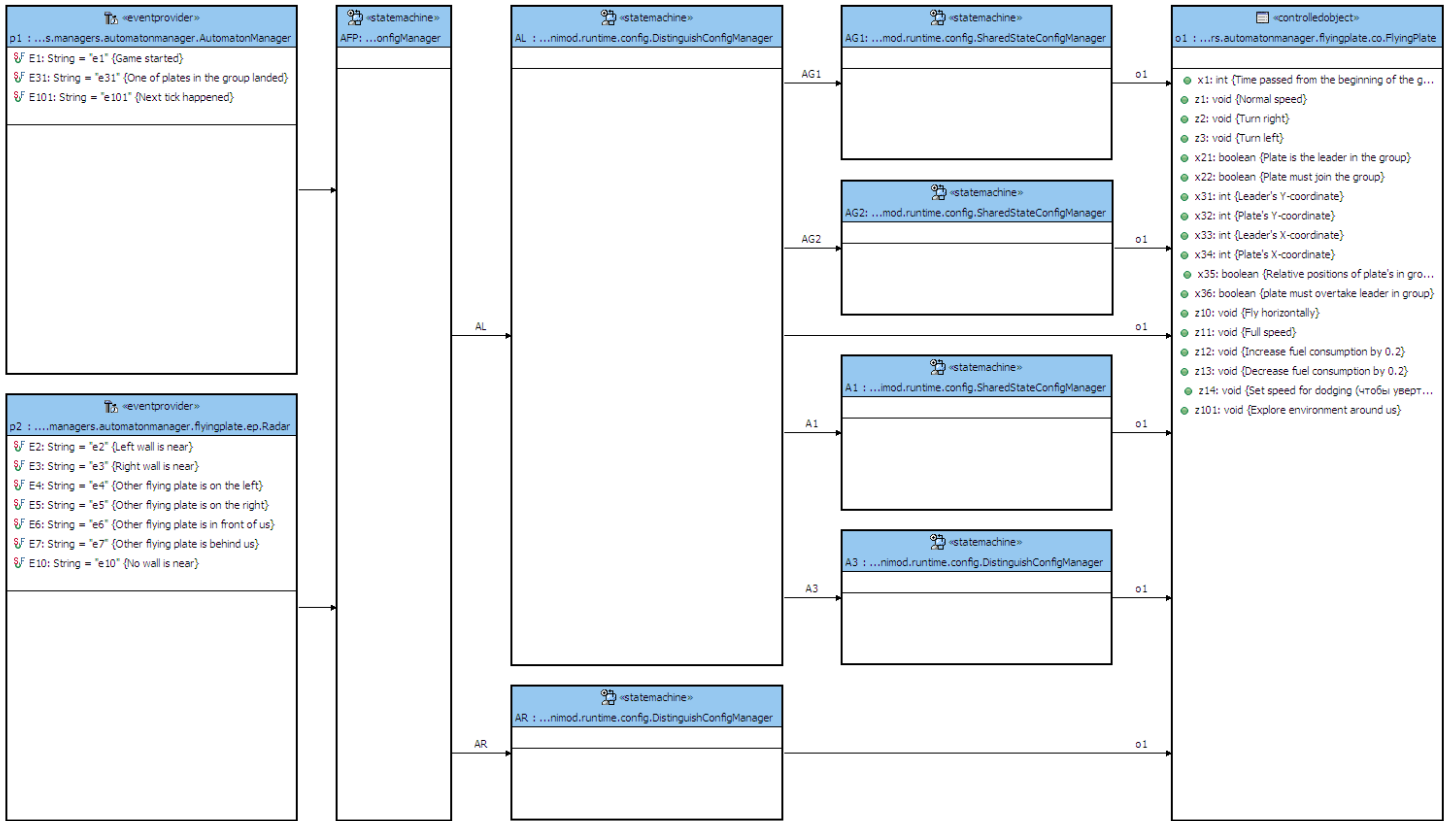 «eventprovider»
p1 : ...s.managers.automatonmanager.AutomatonManager
E1: String = "e1" {Game started}
E31: String = "e31" {One of plates in the group landed}
E101: String = "e101" {Next tick happened}
«eventprovider»
p2 : ....managers.automatonmanager.flyingplate.ep.Radar
E2: String = "e2" {Left wall is near}
E3: String = "e3" {Right wall is near}
E4: String = "e4" {Other flying plate is on the left}
E5: String = "e5" {Other flying plate is on the right}
E6: String = "e6" {Other flying plate is in front of us}
E7: String = "e7" {Other flying plate is behind us}
E10: String = "e10" {No wall is near}
«statemachine»
AFP: ...onfigManager
AL
AR
«statemachine»
AL : ...nimod.runtime.config.DistinguishConfigManager
«statemachine»
AR : ...nimod.runtime.config.DistinguishConfigManager
AG1
AG2
A1
A3
«statemachine»
AG1: ...mod.runtime.config.SharedStateConfigManager
«statemachine»
AG2: ...mod.runtime.config.SharedStateConfigManager
«statemachine»
A1 : ...imod.runtime.config.SharedStateConfigManager
«statemachine»
A3 : ...nimod.runtime.config.DistinguishConfigManager
o1
o1
o1
o1
o1
o1
«controlledobject»
o1 : ...rs.automatonmanager.flyingplate.co.FlyingPlate
x1: int {Time passed from the beginning of the g...
z1: void {Normal speed}
z2: void {Turn right}
z3: void {Turn left}
x21: boolean {Plate is the leader in the group}
x22: boolean {Plate must join the group}
x31: int {Leader's Y-coordinate}
x32: int {Plate's Y-coordinate}
x33: int {Leader's X-coordinate}
x34: int {Plate's X-coordinate}
x35: boolean {Relative positions of plate's in gro...
x36: boolean {plate must overtake leader in group}
z10: void {Fly horizontally}
z11: void {Full speed}
z12: void {Increase fuel consumption by 0.2}
z13: void {Decrease fuel consumption by 0.2}
z14: void {Set speed for dodging (чтобы уверт...
z101: void {Explore environment around us}